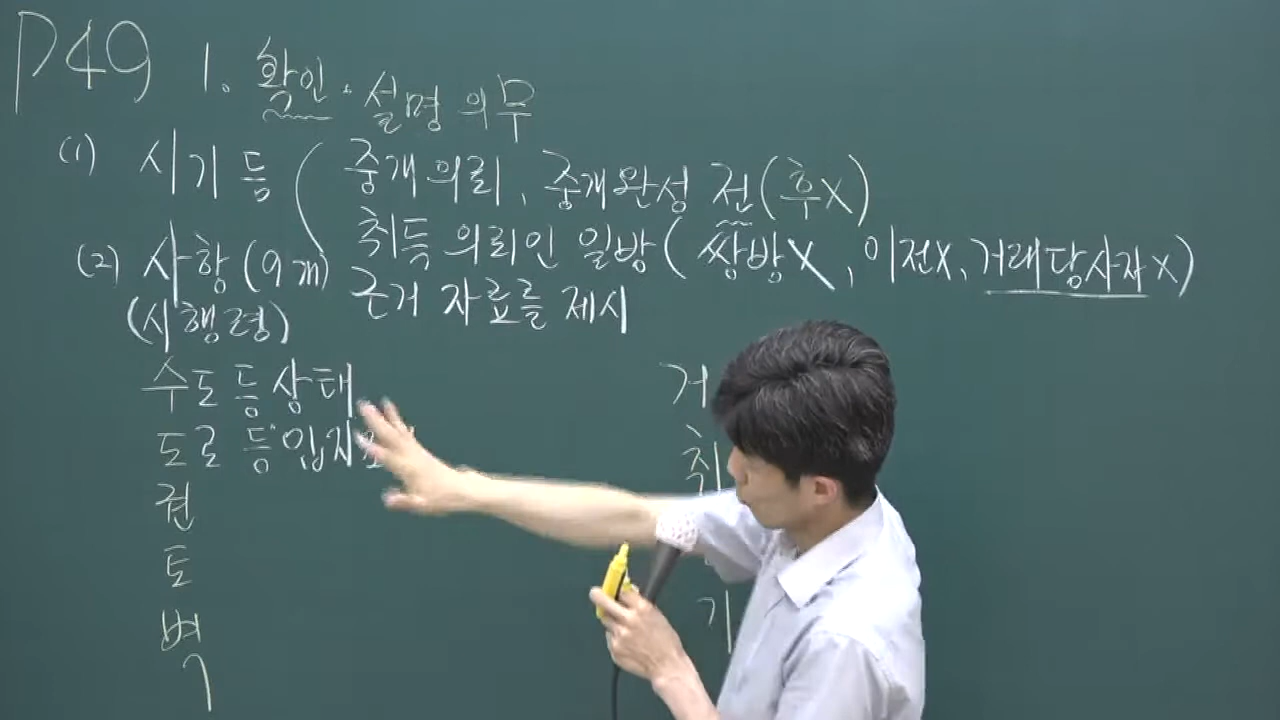 P49 1. 확인·설명 의무
(1) 시기 등 ( 중개의뢰, 중개완성 전(후X)
취득 의뢰인 일방(쌍방X, 이전X, 거래당사자X)
근거 자료를 제시
(2) 사항(9개)
(시행령)
수도 등 상태
도로 등 입지
권
토
벽
거
취
기